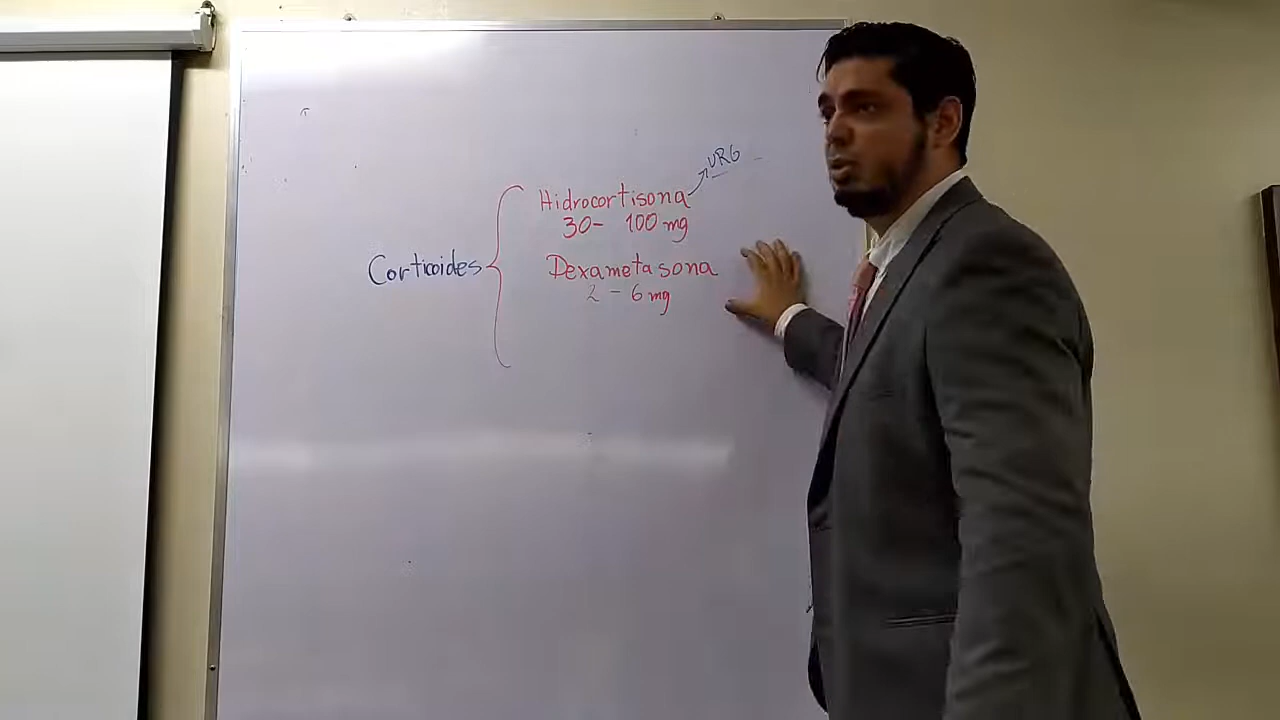 URG
Hidrocortisona
30- 100 mg
Corticoides
Dexametasona
2 - 6 mg